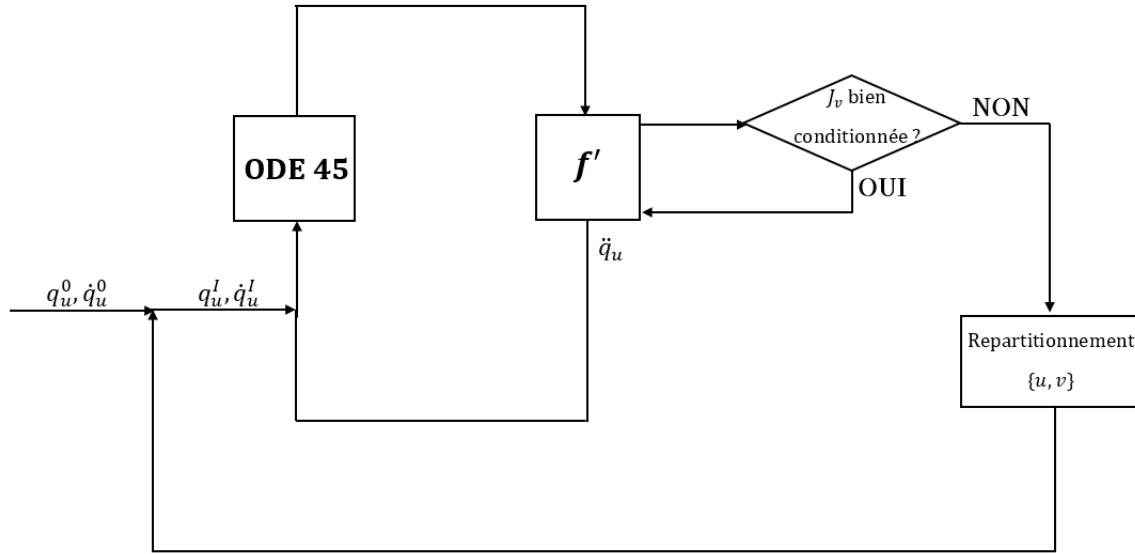 J_v bien
conditionnée ?
NON
ODE 45
f′
OUI
q̈_u
q_u^0, q̇_u^0
q_u^I, q̇_u^I
Repartitionnement
{u, v}